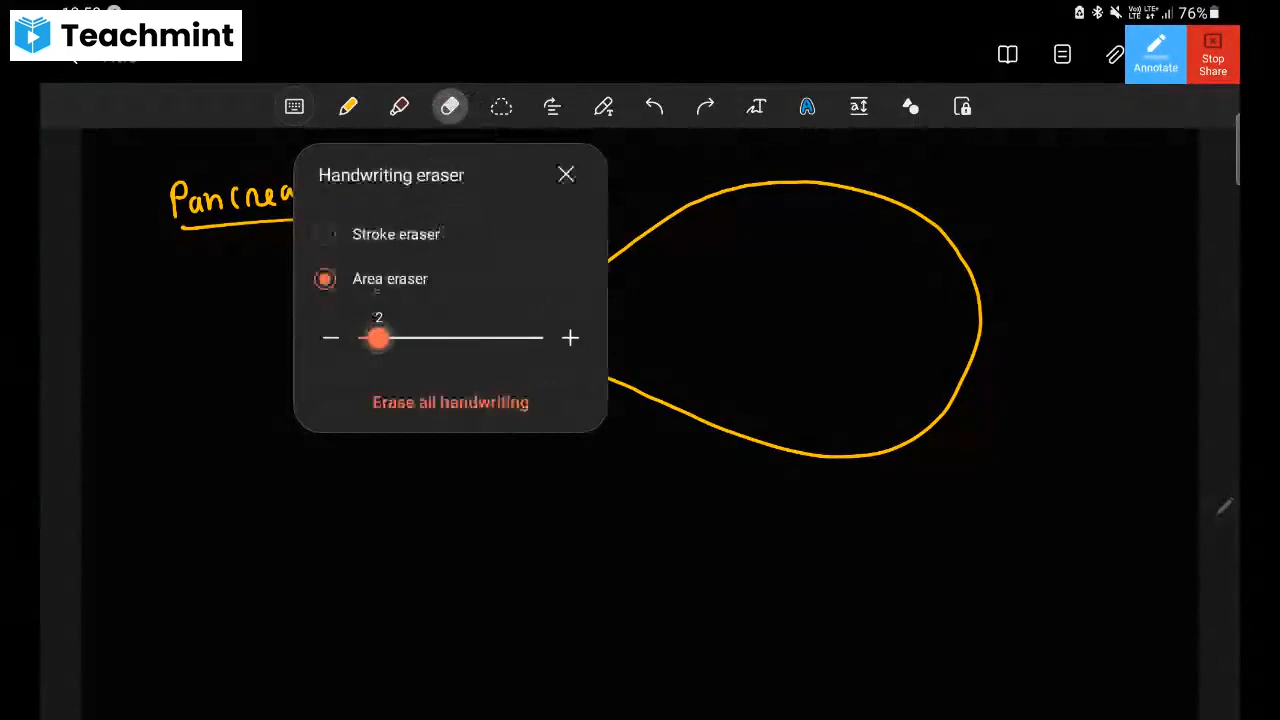 Teachmint
76%
Annotate
Stop
Share
Handwriting eraser
Stroke eraser
Area eraser
2
Erase all handwriting
Pancrea